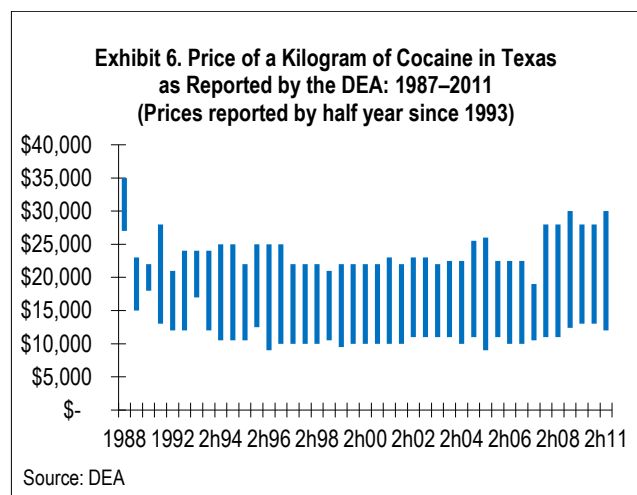 Exhibit 6. Price of a Kilogram of Cocaine in Texas
as Reported by the DEA: 1987–2011
(Prices reported by half year since 1993)
$40,000
$35,000
$30,000
$25,000
$20,000
$15,000
$10,000
$5,000
$-
1988 1992 2h94 2h96 2h98 2h00 2h02 2h04 2h06 2h08 2h11
Source: DEA